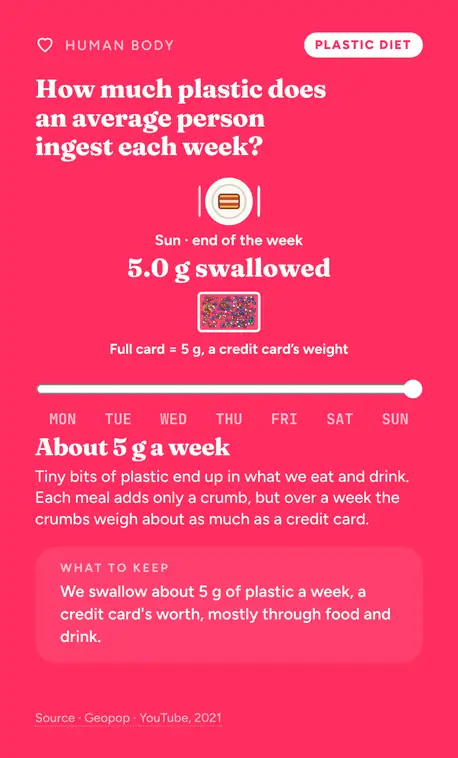 HUMAN BODY
PLASTIC DIET
How much plastic does
an average person
ingest each week?
Sun · end of the week
5.0 g swallowed
Full card = 5 g, a credit card’s weight
MON TUE WED THU FRI SAT SUN
About 5 g a week
Tiny bits of plastic end up in what we eat and drink.
Each meal adds only a crumb, but over a week the
crumbs weigh about as much as a credit card.
WHAT TO KEEP
We swallow about 5 g of plastic a week, a
credit card's worth, mostly through food and
drink.
Source · Geopop · YouTube, 2021